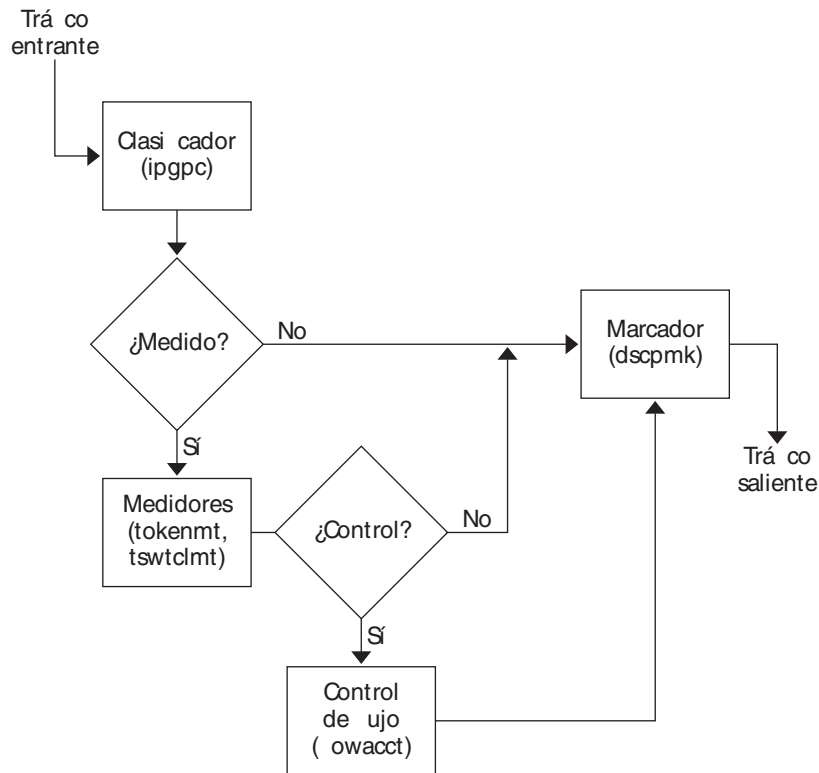 Trá co
entrante
Clasi cador
(ipgpc)
¿Medido?
No
Marcador
(dscpmk)
Sí
Trá co
saliente
Medidores
(tokenmt,
tswtclmt)
¿Control?
No
Sí
Control
de ujo
( owacct)